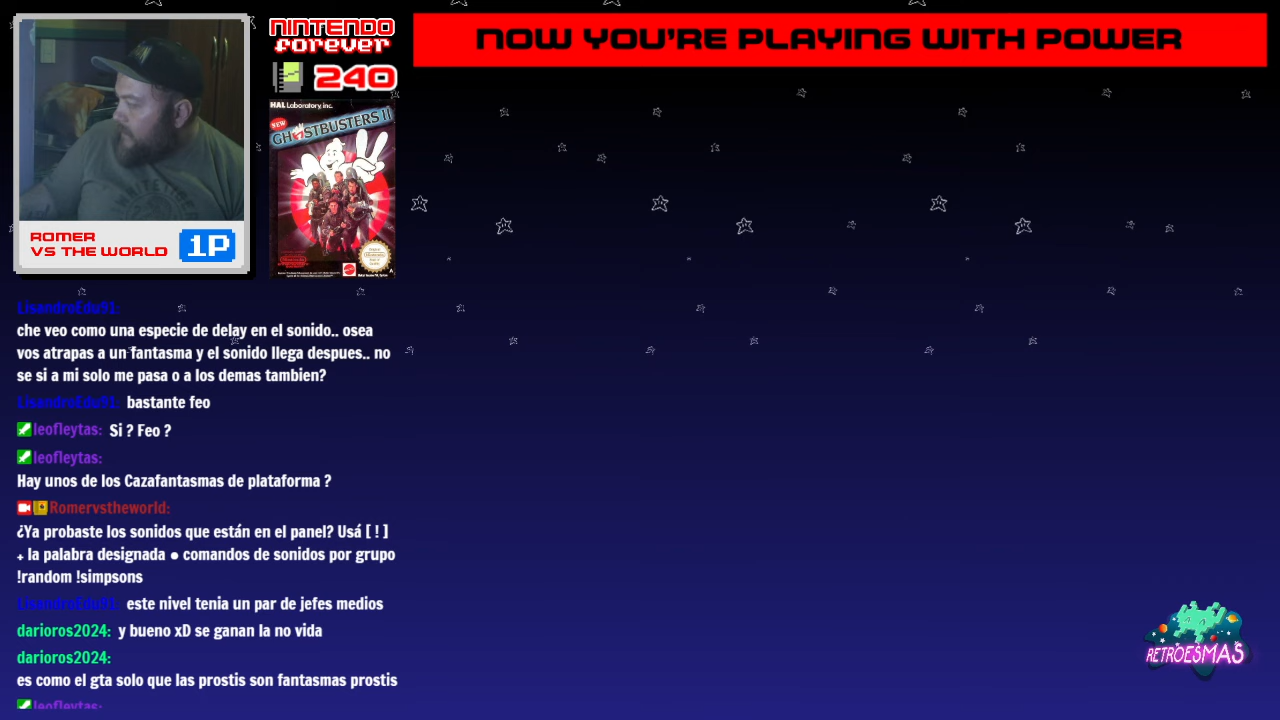 NINTENDO
forever
240
NOW YOU'RE PLAYING WITH POWER
HAL Laboratory, inc.
NEW
GHOSTBUSTERS II
ROMER
VS THE WORLD
1P
LisandroEdu91:
che veo como una especie de delay en el sonido.. osea
vos atrapas a un fantasma y el sonido llega despues.. no
se si a mi solo me pasa o a los demas tambien?
LisandroEdu91: bastante feo
leofleytas: Si ? Feo ?
leofleytas:
Hay unos de los Cazafantasmas de plataforma ?
Romervstheworld:
¿Ya probaste los sonidos que están en el panel? Usá [ ! ]
+ la palabra designada ● comandos de sonidos por grupo
!random !simpsons
LisandroEdu91: este nivel tenia un par de jefes medios
darioros2024: y bueno xD se ganan la no vida
darioros2024:
es como el gta solo que las prostis son fantasmas prostis
leofleytas:
RETROESMAS